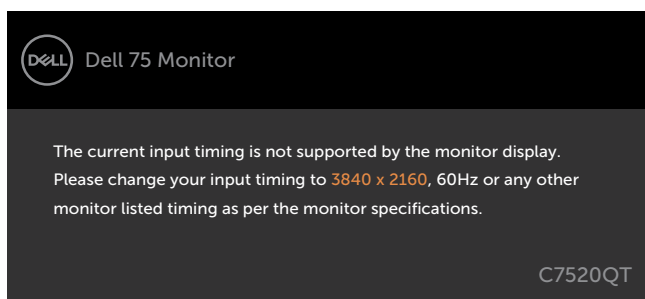 DELL
Dell 75 Monitor
The current input timing is not supported by the monitor display.
Please change your input timing to 3840 x 2160, 60Hz or any other
monitor listed timing as per the monitor specifications.
C7520QT